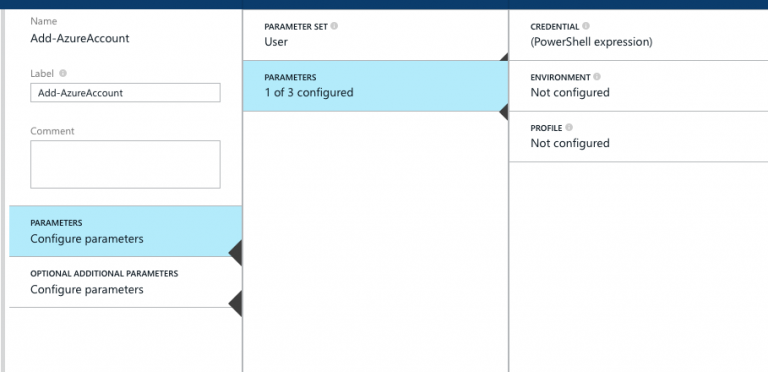 Name
Add-AzureAccount
Label
Add-AzureAccount
Comment
PARAMETERS
Configure parameters
OPTIONAL ADDITIONAL PARAMETERS
Configure parameters
PARAMETER SET
User
PARAMETERS
1 of 3 configured
CREDENTIAL
(PowerShell expression)
ENVIRONMENT
Not configured
PROFILE
Not configured